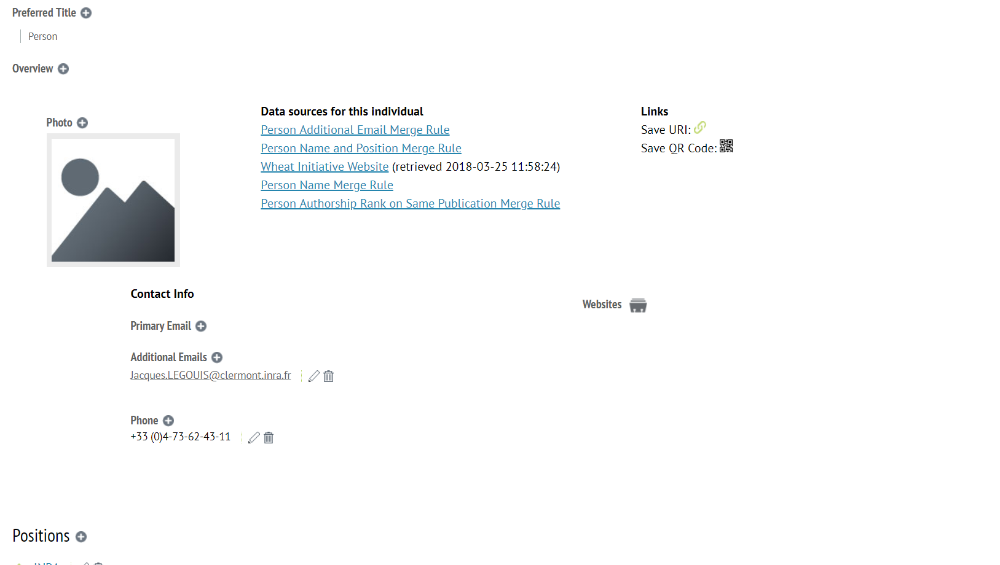 Preferred Title
Person
Overview
Photo
Data sources for this individual
Person Additional Email Merge Rule
Person Name and Position Merge Rule
Wheat Initiative Website (retrieved 2018-03-25 11:58:24)
Person Name Merge Rule
Person Authorship Rank on Same Publication Merge Rule
Links
Save URI:
Save QR Code:
Contact Info
Primary Email
Additional Emails
Jacques.LEGOUIS@clermont.inra.fr
Phone
+33 (0)4-73-62-43-11
Websites
Positions
INRA